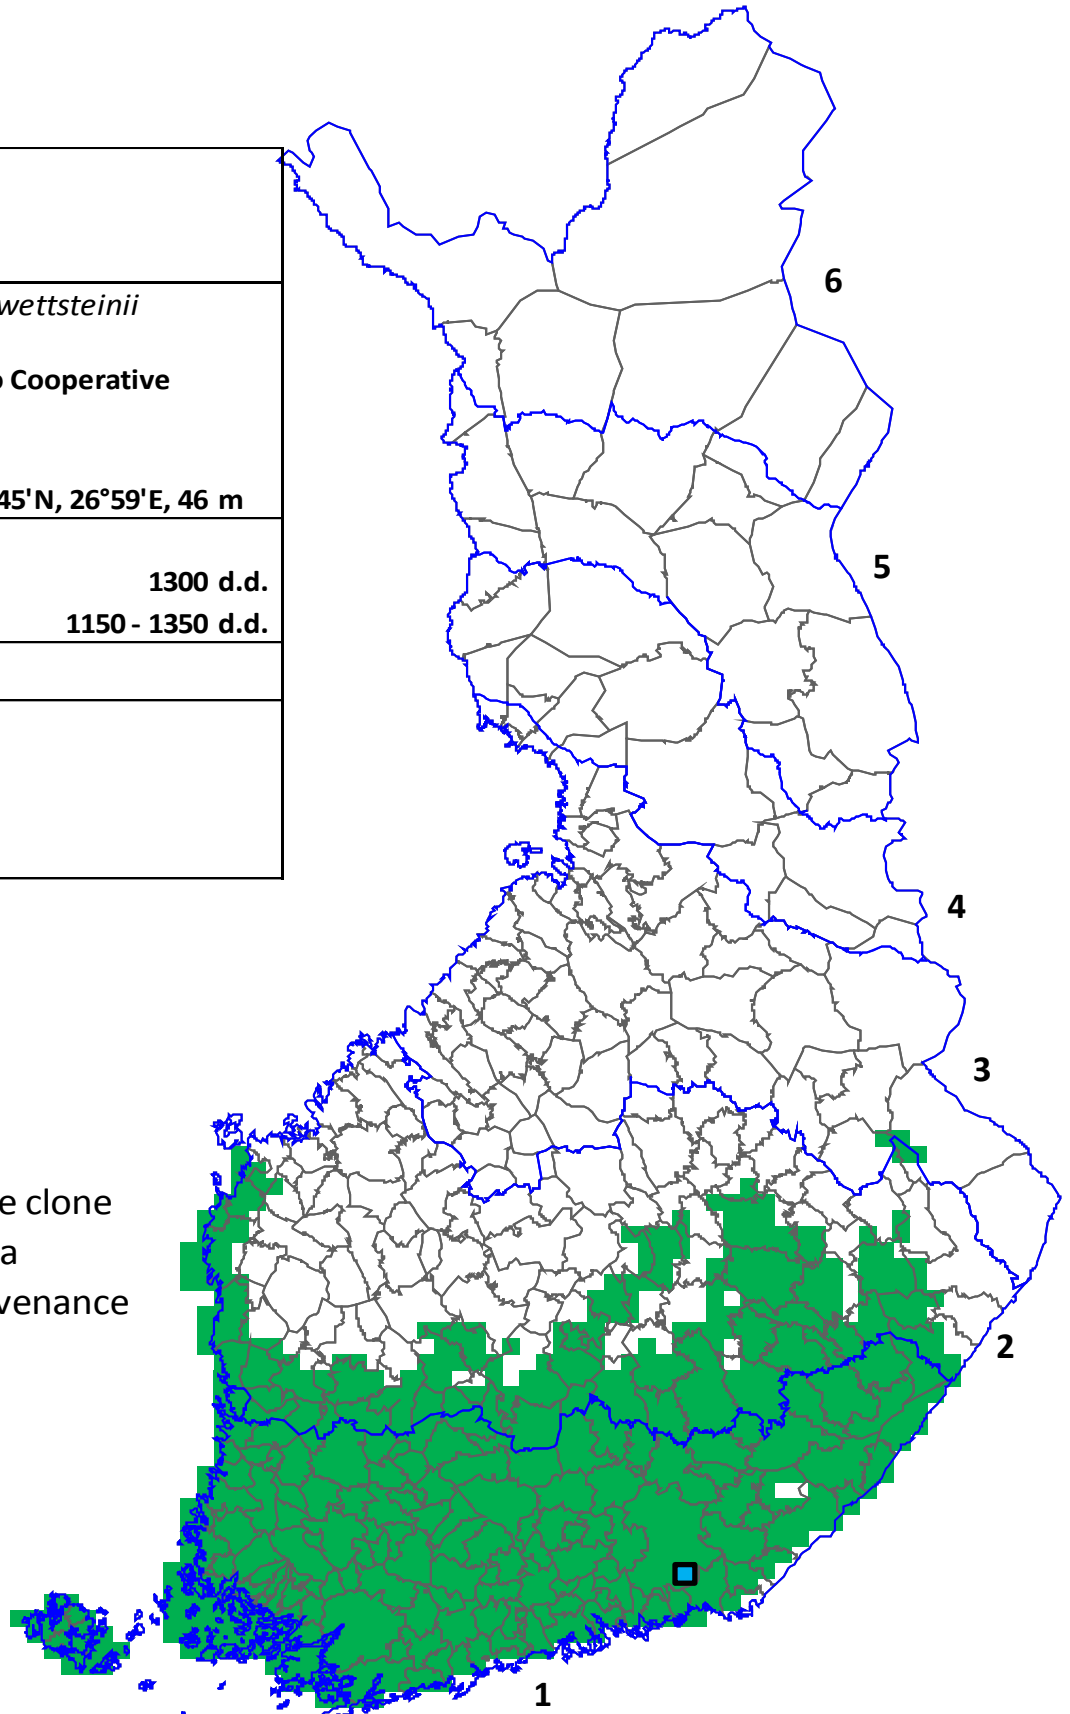 wettsteinii
Cooperative
45'N, 26°59'E, 46 m
1300 d.d.
1150 - 1350 d.d.
6
5
4
3
e clone
a
venance
2
1